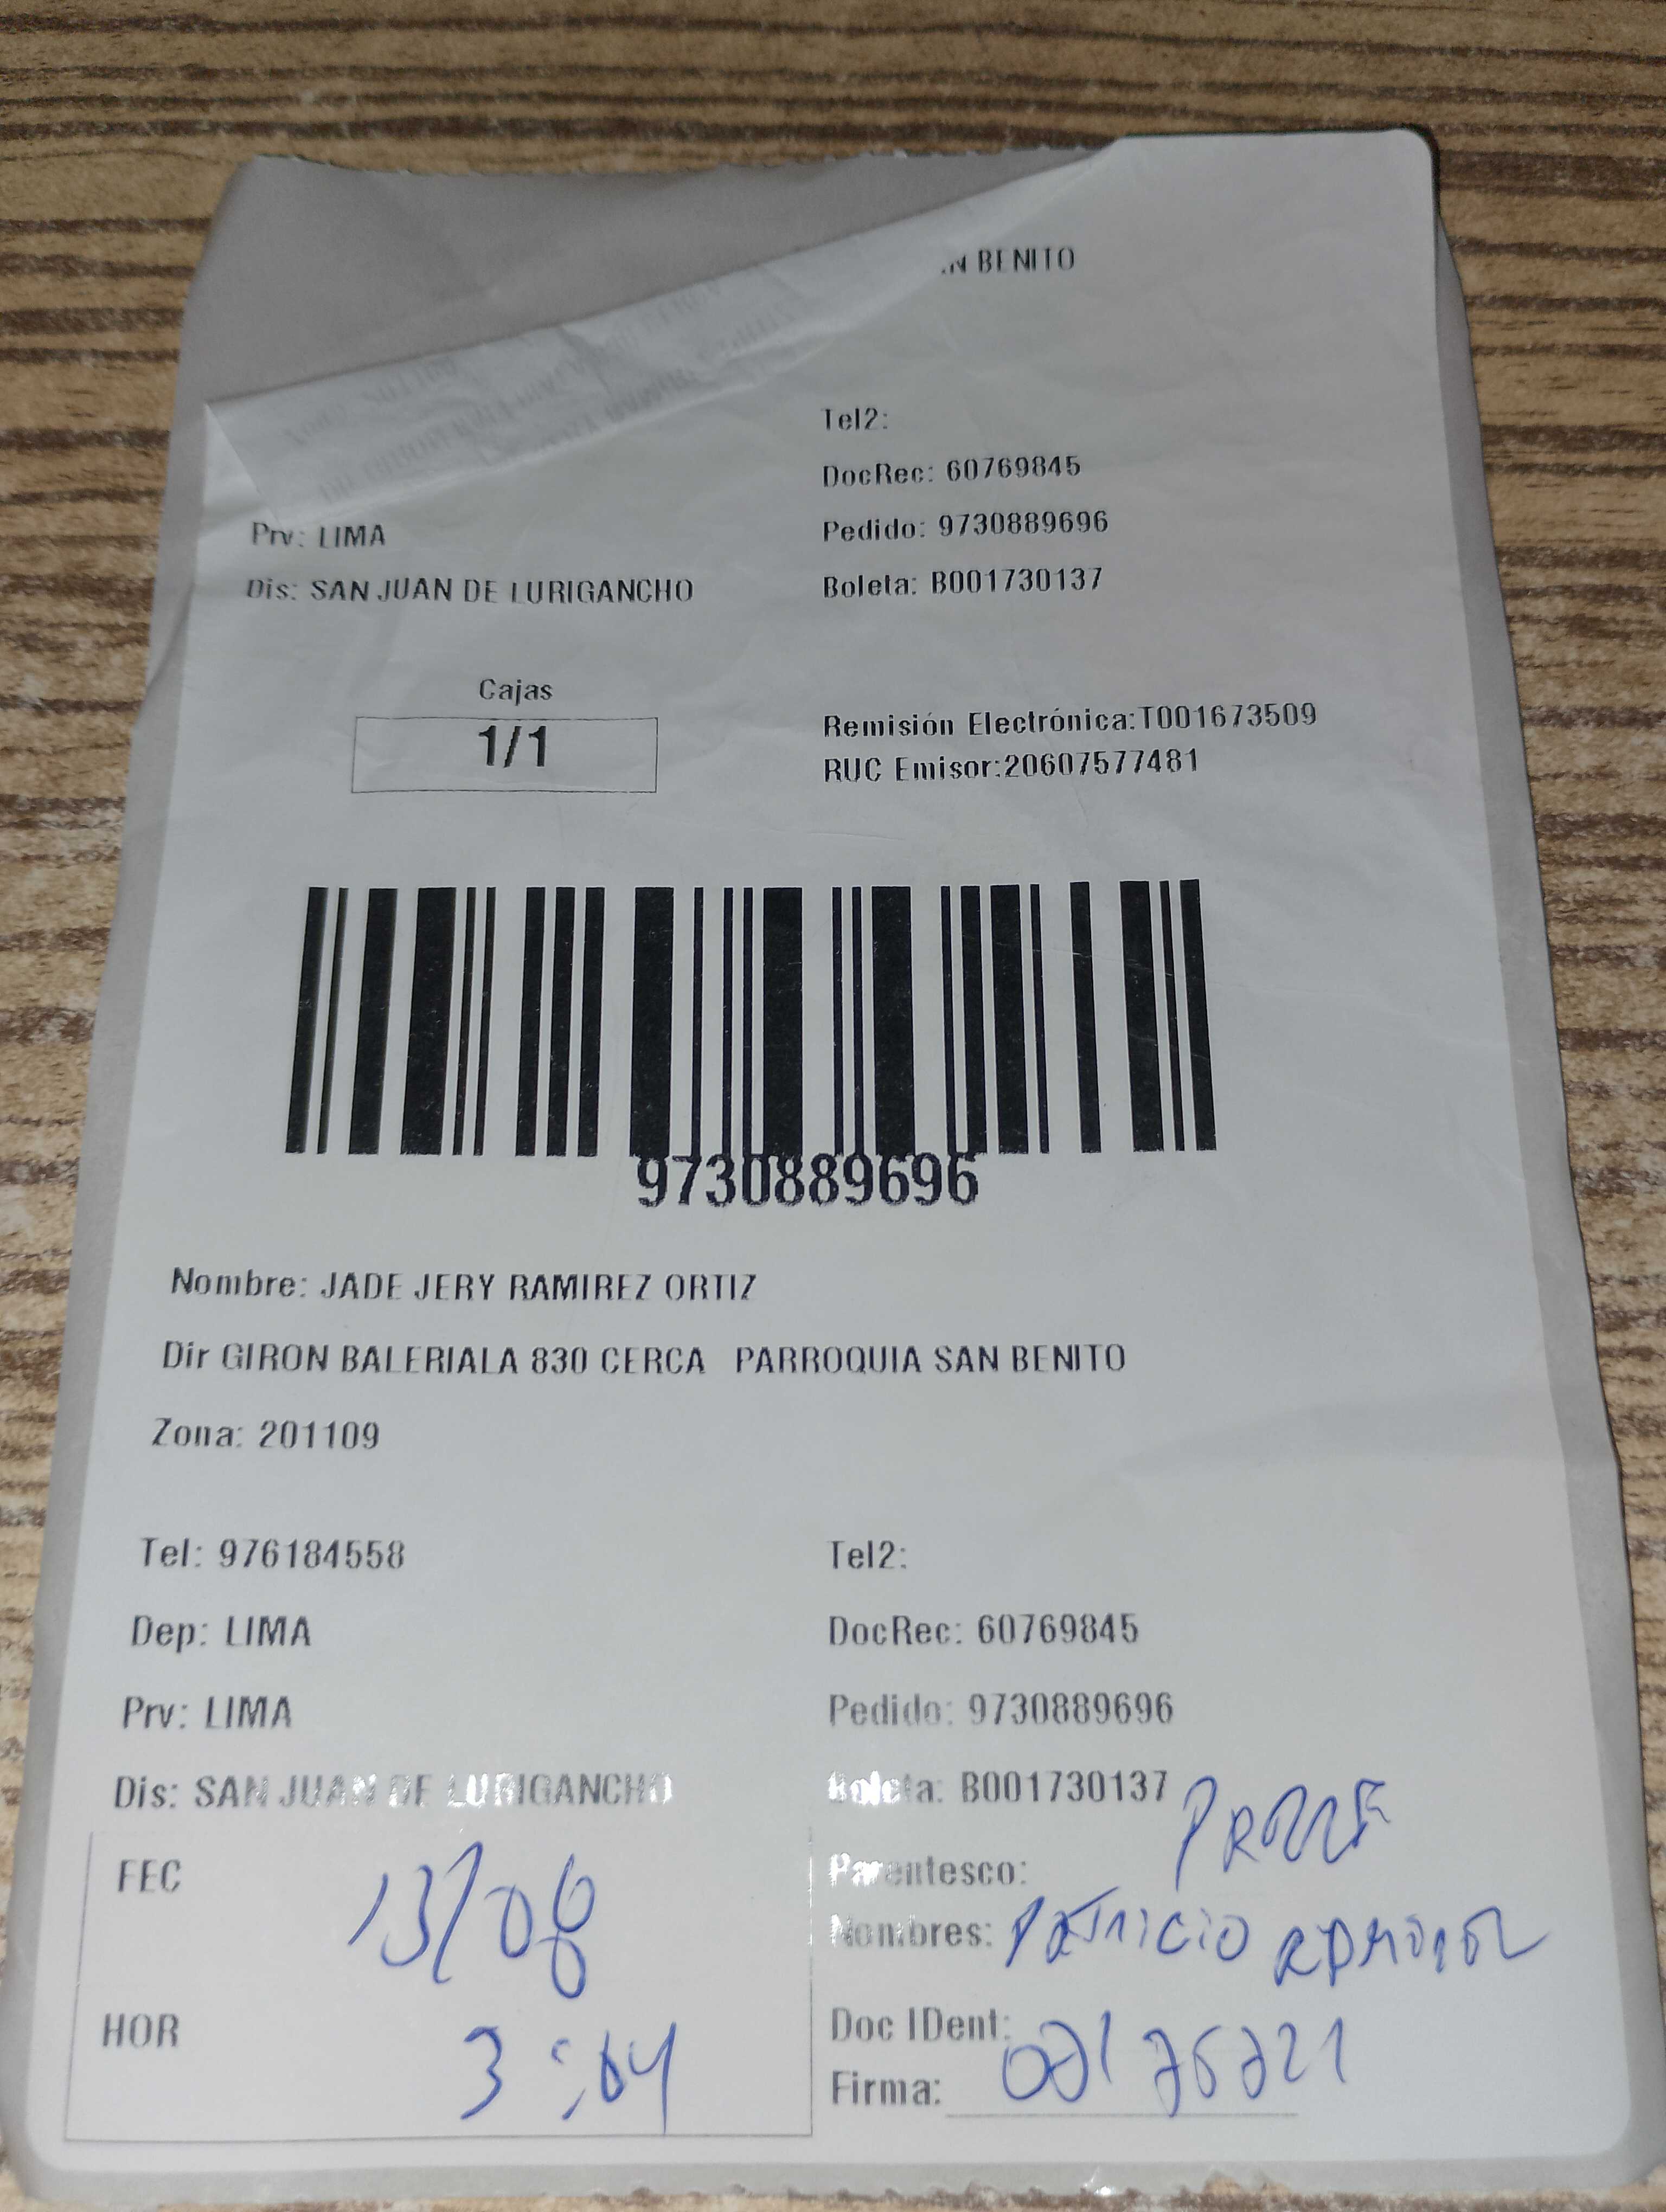 BENITO
Tel2:
DocRec: 60769845
Prv: LIMA
Pedido: 9730889696
Dis: SAN JUAN DE LURIGANCHO
Boleta: B001730137
Cajas
1/1
Remisión Electrónica:T001673509
RUC Emisor:20607577481
9730889696
Nombre: JADE JERY RAMIREZ ORTIZ
Dir GIRON BALERIALA 830 CERCA PARROQUIA SAN BENITO
Zona: 201109
Tel: 976184558
Tel2:
Dep: LIMA
DocRec: 60769845
Prv: LIMA
Pedido: 9730889696
Dis: SAN JUAN DE LURIGANCHO
Boleta: B001730137
FEC 13/08
Parentesco:
Nombres: PATRICIO
HOR 3:04
Doc IDent:
Firma: